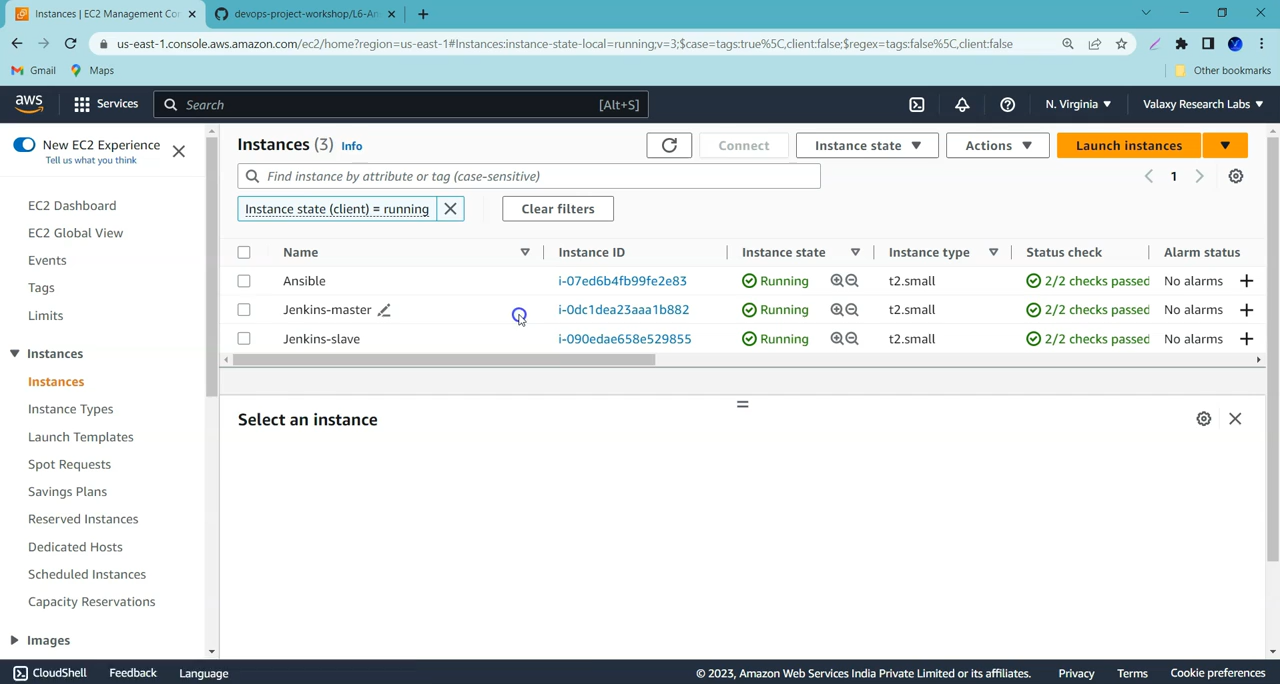 Instances | EC2 Management Co
devops-project-workshop/L6-An
us-east-1.console.aws.amazon.com/ec2/home?region=us-east-1#Instances:instance-state-local=running;v=3;$case=tags:true%5C,client:false;$regex=tags:false%5C,client:false
Gmail
Maps
Other bookmarks
aws
Services
Search
[Alt+S]
N. Virginia
Valaxy Research Labs
New EC2 Experience
Tell us what you think
EC2 Dashboard
EC2 Global View
Events
Tags
Limits
Instances
Instances
Instance Types
Launch Templates
Spot Requests
Savings Plans
Reserved Instances
Dedicated Hosts
Scheduled Instances
Capacity Reservations
Images
Instances (3) Info
Connect
Instance state
Actions
Launch instances
Find instance by attribute or tag (case-sensitive)
1
Instance state (client) = running
Clear filters
Name Instance ID Instance state Instance type Status check Alarm status
Ansible i-07ed6b4fb99fe2e83 Running t2.small 2/2 checks passed No alarms
Jenkins-master i-0dc1dea23aaa1b882 Running t2.small 2/2 checks passed No alarms
Jenkins-slave i-090edae658e529855 Running t2.small 2/2 checks passed No alarms
Select an instance
CloudShell
Feedback
Language
© 2023, Amazon Web Services India Private Limited or its affiliates.
Privacy
Terms
Cookie preferences